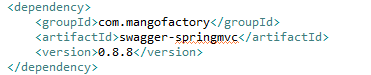 <dependency>
<groupId>com.mangofactory</groupId>
<artifactId>swagger-springmvc</artifactId>
<version>0.8.8</version>
</dependency>